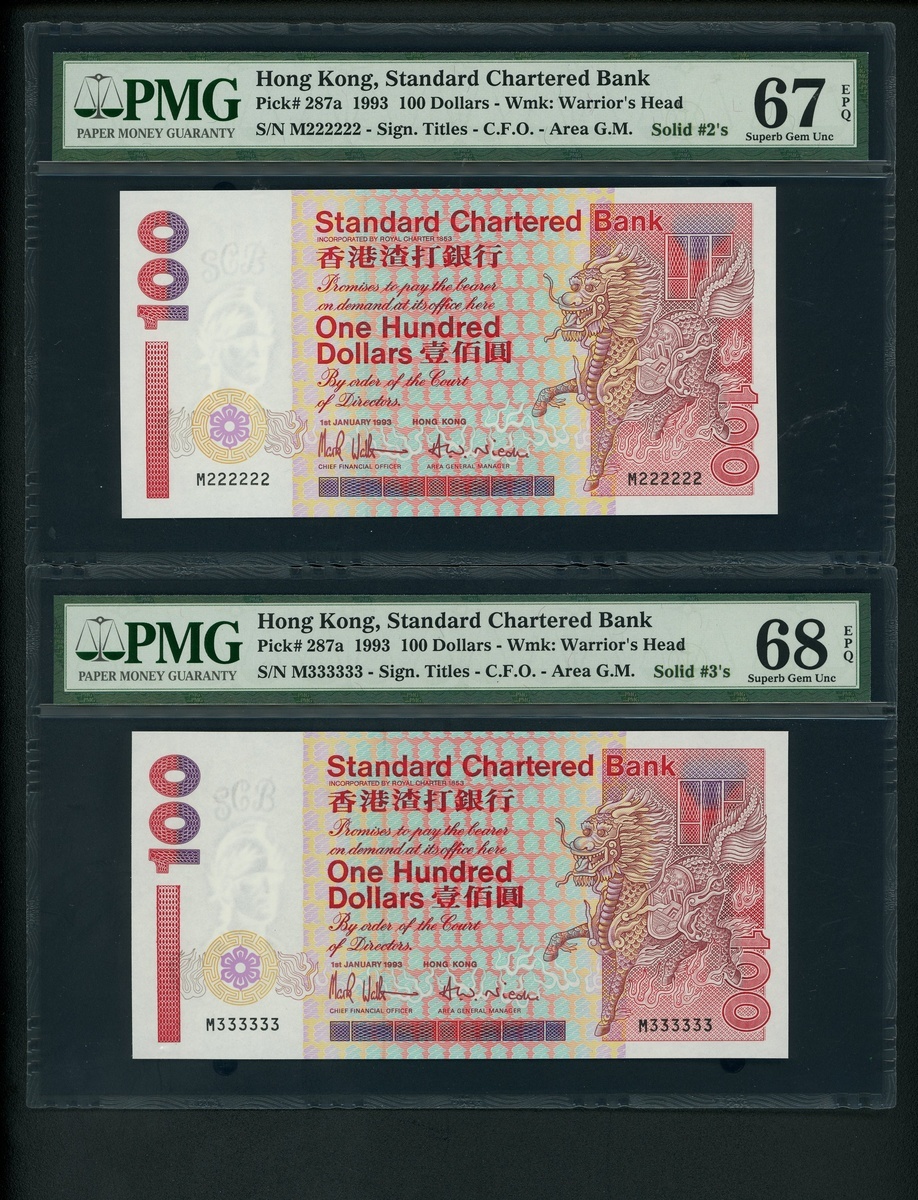 PMG
PAPER MONEY GUARANTY
Hong Kong, Standard Chartered Bank
Pick# 287a 1993 100 Dollars - Wmk: Warrior's Head
S/N M222222 - Sign. Titles - C.F.O. - Area G.M. Solid #2's
67 EPQ
Superb Gem Unc
100
SCB
Standard Chartered Bank
INCORPORATED BY ROYAL CHARTER 1853
香港渣打銀行
Promises to pay the bearer
on demand at its office here
One Hundred
Dollars 壹佰圓
By order of the Court
of Directors.
1st JANUARY 1993 HONG KONG
CHIEF FINANCIAL OFFICER AREA GENERAL MANAGER
M222222 M222222
100
PMG
PAPER MONEY GUARANTY
Hong Kong, Standard Chartered Bank
Pick# 287a 1993 100 Dollars - Wmk: Warrior's Head
S/N M333333 - Sign. Titles - C.F.O. - Area G.M. Solid #3's
68 EPQ
Superb Gem Unc
100
SCB
Standard Chartered Bank
INCORPORATED BY ROYAL CHARTER 1853
香港渣打銀行
Promises to pay the bearer
on demand at its office here
One Hundred
Dollars 壹佰圓
By order of the Court
of Directors.
1st JANUARY 1993 HONG KONG
CHIEF FINANCIAL OFFICER AREA GENERAL MANAGER
M333333 M333333
100